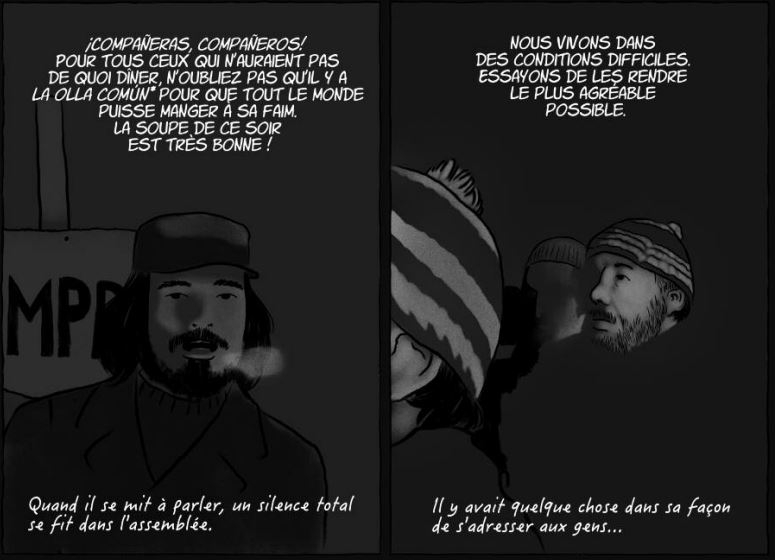 ¡COMPAÑERAS, COMPAÑEROS!
POUR TOUS CEUX QUI N'AURAIENT PAS
DE QUOI DÎNER, N'OUBLIEZ PAS QU'IL Y A
LA OLLA COMÚN* POUR QUE TOUT LE MONDE
PUISSE MANGER À SA FAIM.
LA SOUPE DE CE SOIR
EST TRÈS BONNE !
MPR
Quand il se mit à parler, un silence total
se fit dans l'assemblée.
NOUS VIVONS DANS
DES CONDITIONS DIFFICILES.
ESSAYONS DE LES RENDRE
LE PLUS AGRÉABLE
POSSIBLE.
Il y avait quelque chose dans sa façon
de s'adresser aux gens...